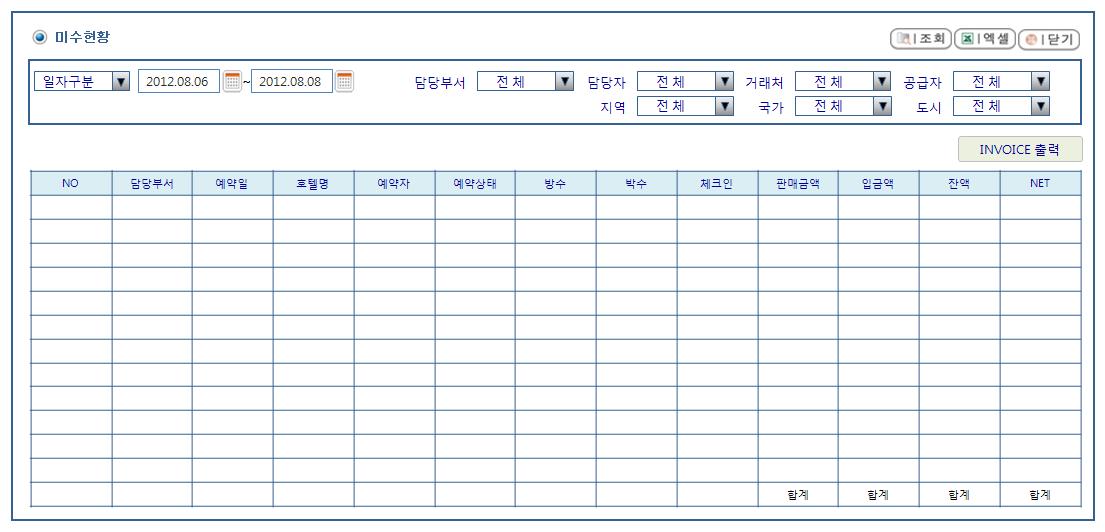 미수현황 조회 엑셀 닫기
일자구분 2012.08.06 ~ 2012.08.08 담당부서 전체 담당자 전체 거래처 전체 공급자 전체
지역 전체 국가 전체 도시 전체
INVOICE 출력
NO 담당부서 예약일 호텔명 예약자 예약상태 방수 박수 체크인 판매금액 입금액 잔액 NET
합계 합계 합계 합계